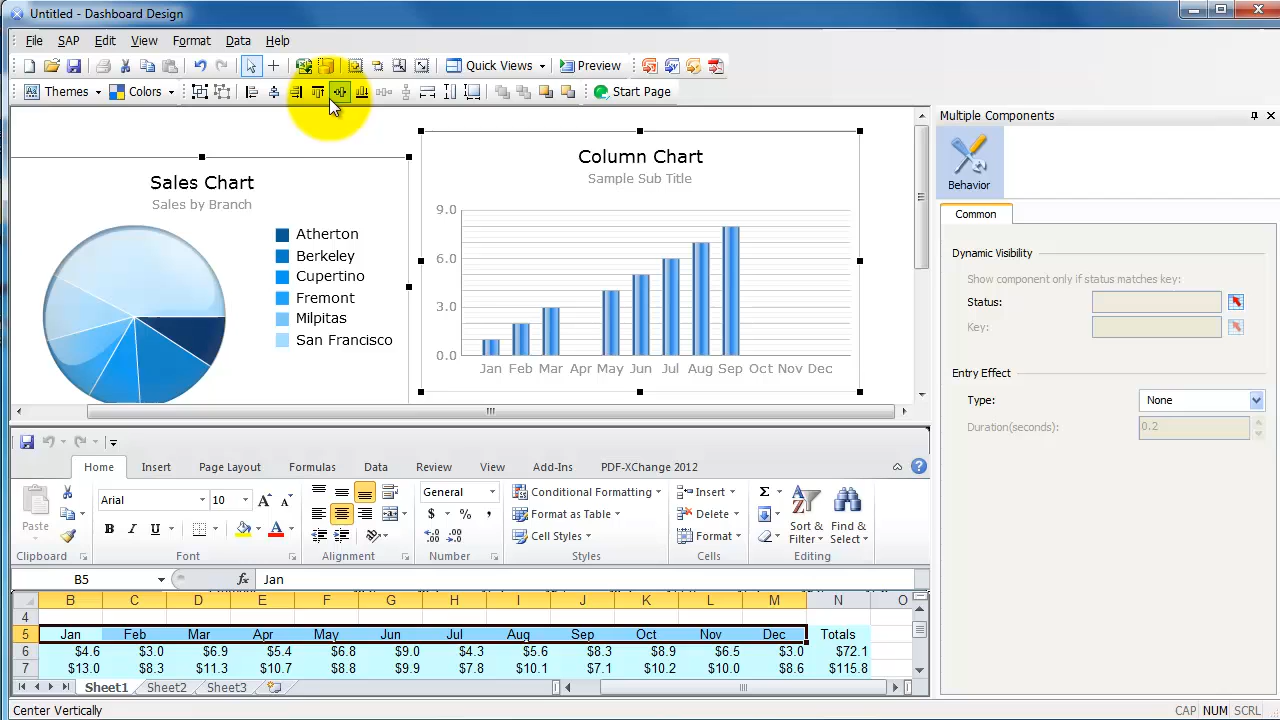 Untitled - Dashboard Design
File SAP Edit View Format Data Help
Quick Views Preview
Themes Colors Start Page
Multiple Components
Behavior
Common
Dynamic Visibility
Show component only if status matches key:
Status:
Key:
Entry Effect
Type: None
Duration(seconds): 0.2
Sales Chart
Sales by Branch
Atherton
Berkeley
Cupertino
Fremont
Milpitas
San Francisco
Column Chart
Sample Sub Title
9.0
6.0
3.0
0.0
Jan Feb Mar Apr May Jun Jul Aug Sep Oct Nov Dec
Home Insert Page Layout Formulas Data Review View Add-Ins PDF-XChange 2012
Paste
Arial 10
B I U
General
$ % ,
Conditional Formatting
Format as Table
Cell Styles
Insert
Delete
Format
Sort & Filter
Find & Select
Clipboard Font Alignment Number Styles Cells Editing
B5 fx Jan
B C D E F G H I J K L M N O
4
5 Jan Feb Mar Apr May Jun Jul Aug Sep Oct Nov Dec Totals
6 $4.6 $3.0 $6.9 $5.4 $6.8 $9.0 $4.3 $5.6 $8.3 $8.9 $6.5 $3.0 $72.1
7 $13.0 $8.3 $11.3 $10.7 $8.8 $9.9 $7.8 $10.1 $7.1 $10.2 $10.0 $8.6 $115.8
Sheet1 Sheet2 Sheet3
Center Vertically
CAP NUM SCRL